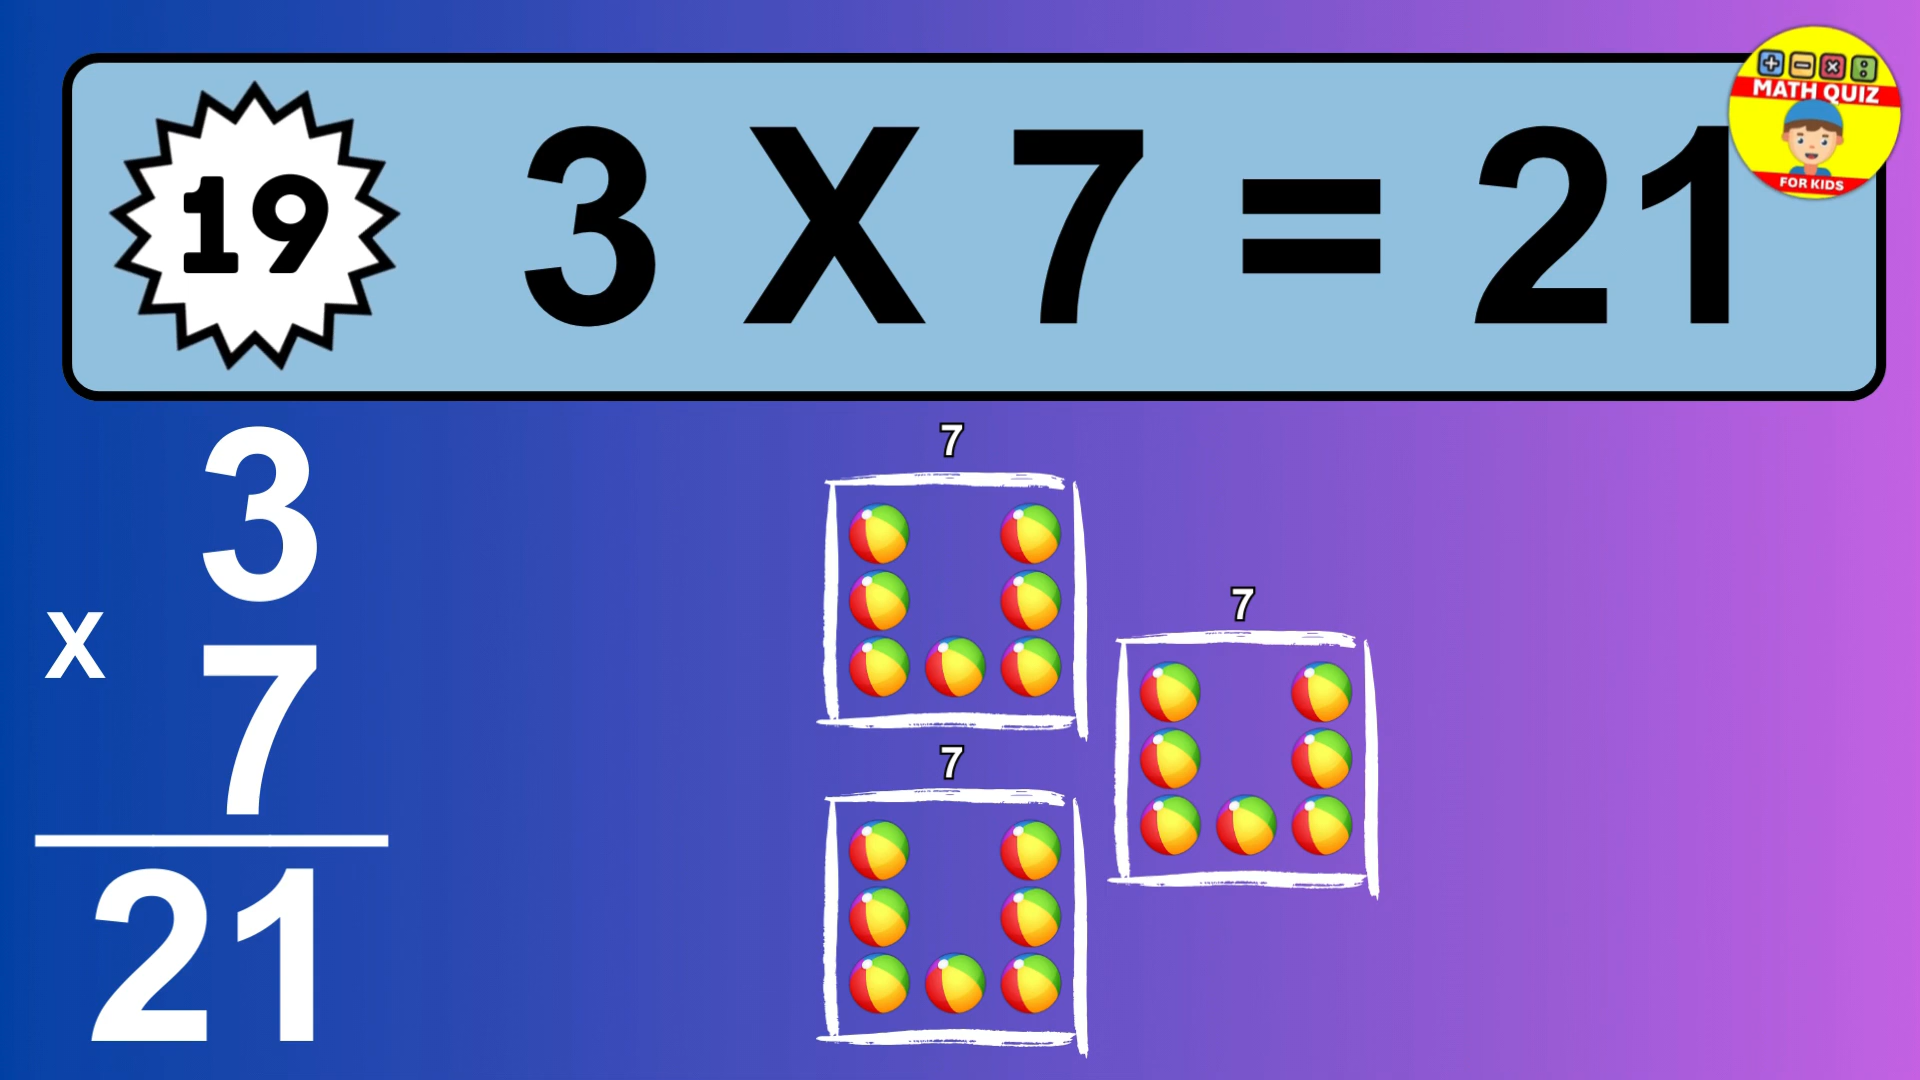 19 3 X 7 = 21
+ - × :
MATH QUIZ
FOR KIDS
3
X 7
21
7
7
7